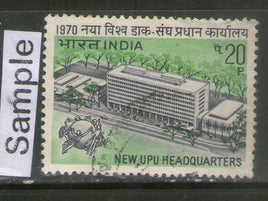 Sample
1970 नया विश्व डाक-संघ प्रधान कार्यालय
भारत INDIA
प. 20 P
NEW UPU HEADQUARTERS